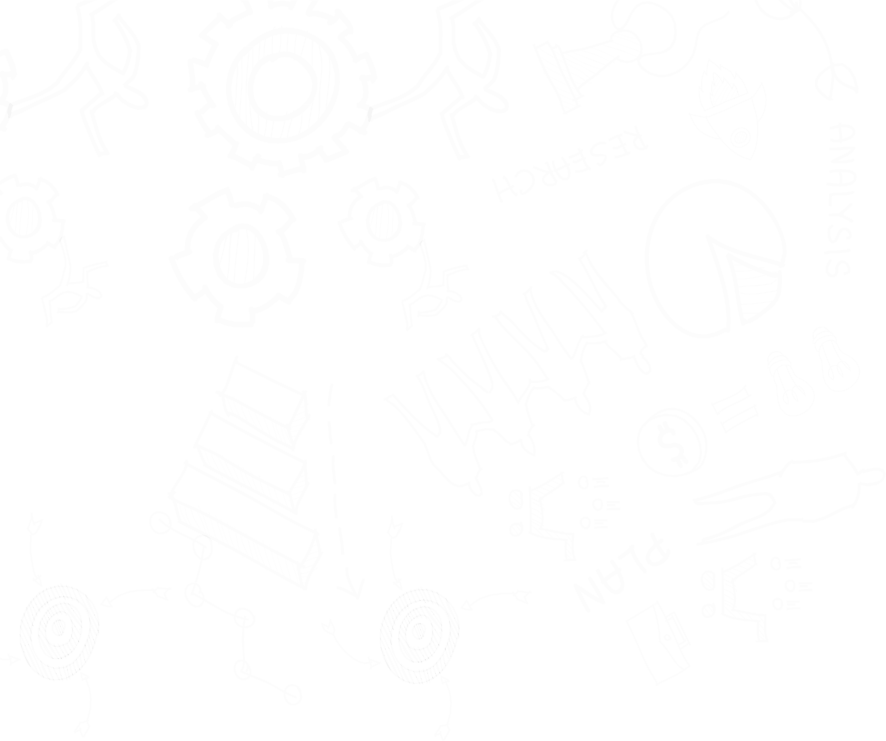 RESEARCH
ANALYSIS
$
=
PLAN